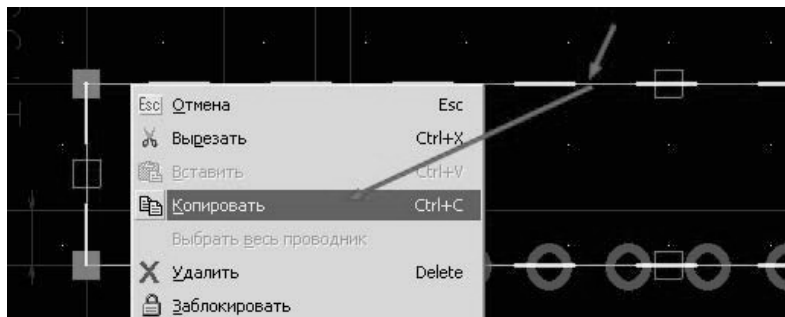 Esc Отмена Esc
Вырезать Ctrl+X
Вставить Ctrl+V
Копировать Ctrl+C
Выбрать весь проводник
Удалить Delete
Заблокировать